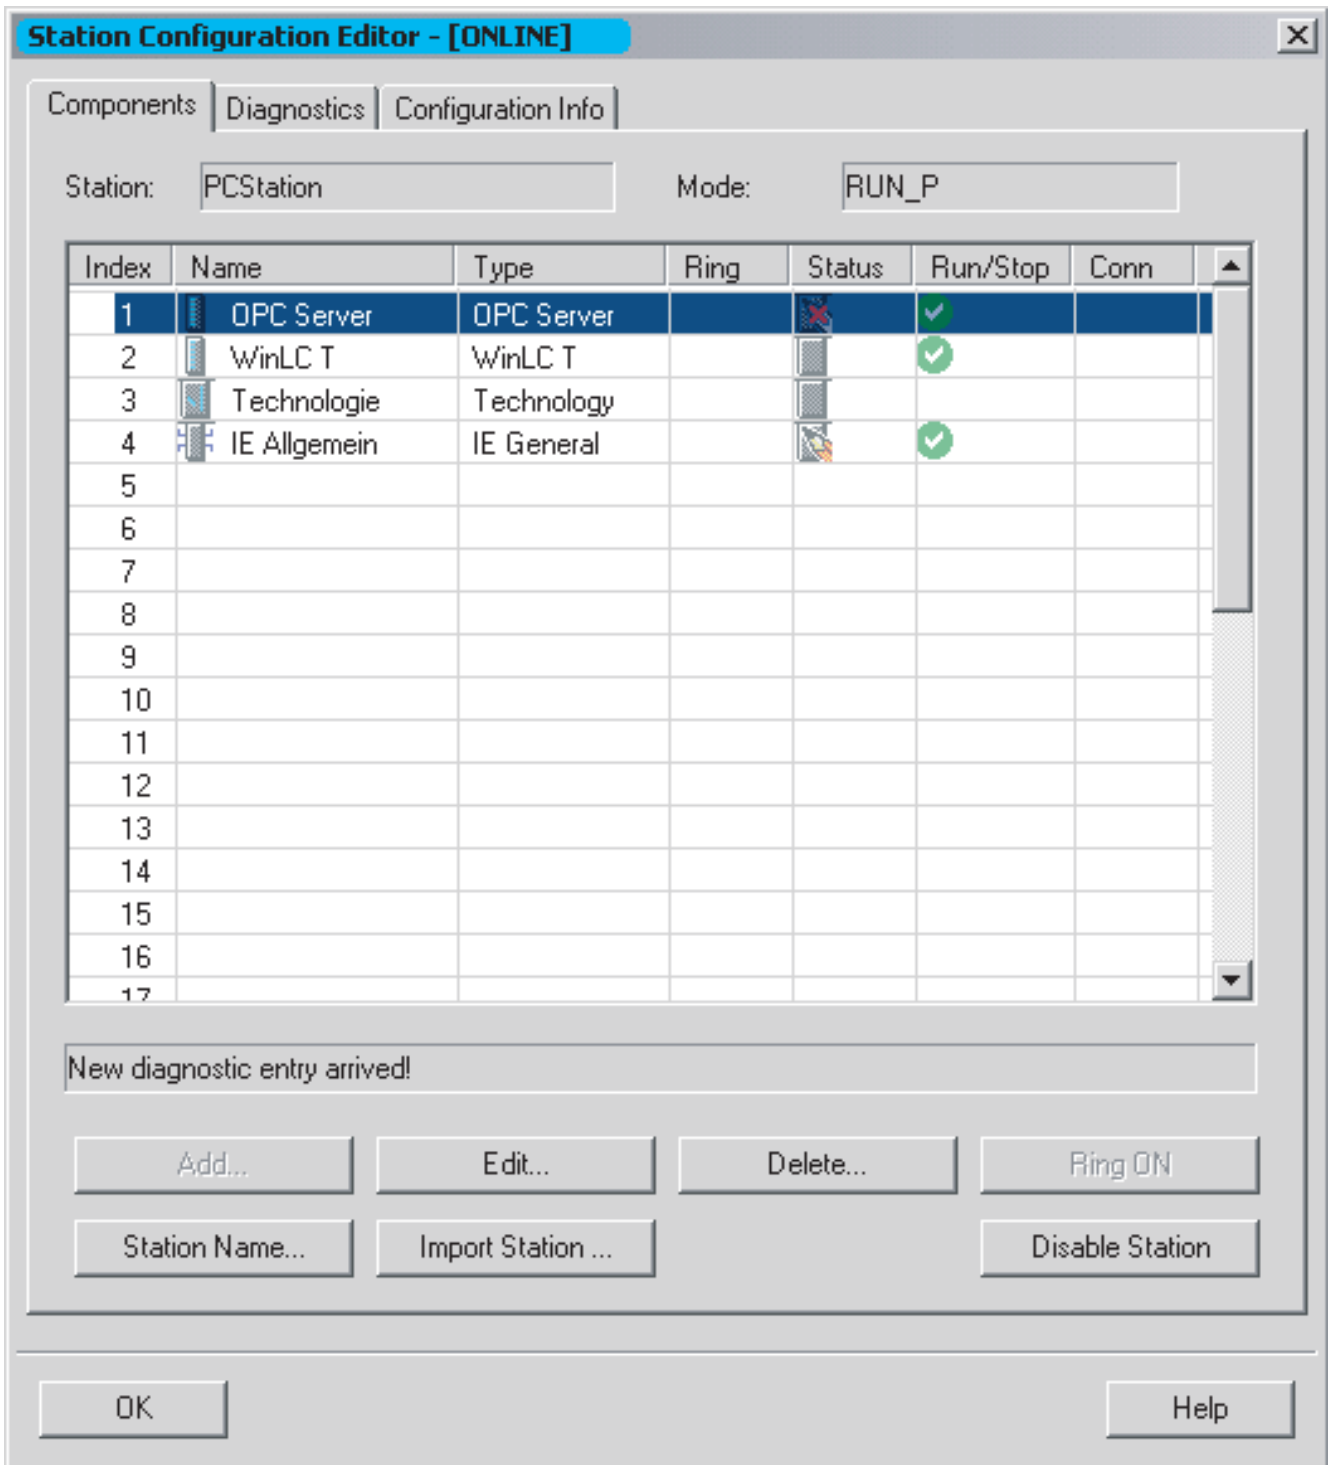 Station Configuration Editor - [ONLINE]
Components Diagnostics Configuration Info
Station: PCStation Mode: RUN_P
Index Name Type Ring Status Run/Stop Conn
1 OPC Server OPC Server
2 WinLC T WinLC T
3 Technologie Technology
4 IE Allgemein IE General
5
6
7
8
9
10
11
12
13
14
15
16
17
New diagnostic entry arrived!
Add... Edit... Delete... Ring ON
Station Name... Import Station ... Disable Station
OK Help